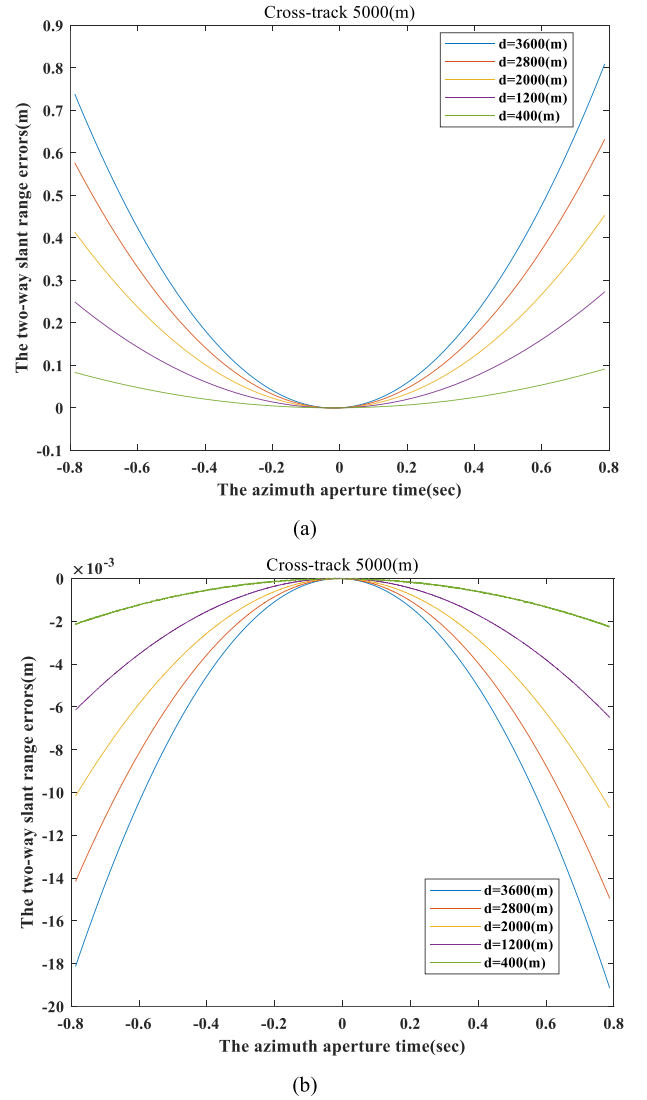 Cross-track 5000(m)
The two-way slant range errors(m)
0.9
0.8
0.7
0.6
0.5
0.4
0.3
0.2
0.1
0
-0.1
d=3600(m)
d=2800(m)
d=2000(m)
d=1200(m)
d=400(m)
-0.8 -0.6 -0.4 -0.2 0 0.2 0.4 0.6 0.8
The azimuth aperture time(sec)
(a)
×10-3
Cross-track 5000(m)
The two-way slant range errors(m)
0
-2
-4
-6
-8
-10
-12
-14
-16
-18
-20
d=3600(m)
d=2800(m)
d=2000(m)
d=1200(m)
d=400(m)
-0.8 -0.6 -0.4 -0.2 0 0.2 0.4 0.6 0.8
The azimuth aperture time(sec)
(b)